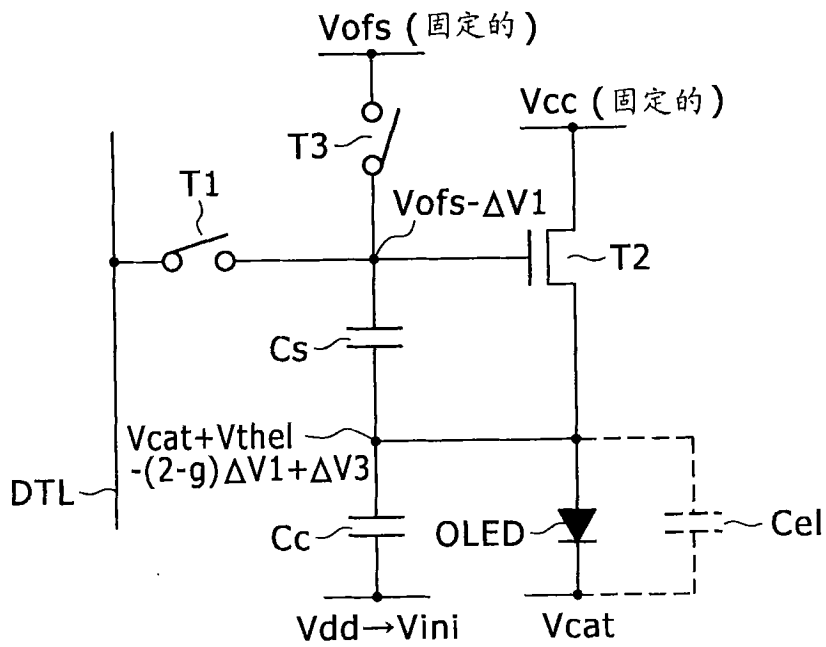 Vofs (固定的)
Vcc (固定的)
T3
T1
Vofs-ΔV1
T2
Cs
Vcat+Vthel
-(2-g)ΔV1+ΔV3
DTL
Cc
OLED
Cel
Vdd→Vini
Vcat